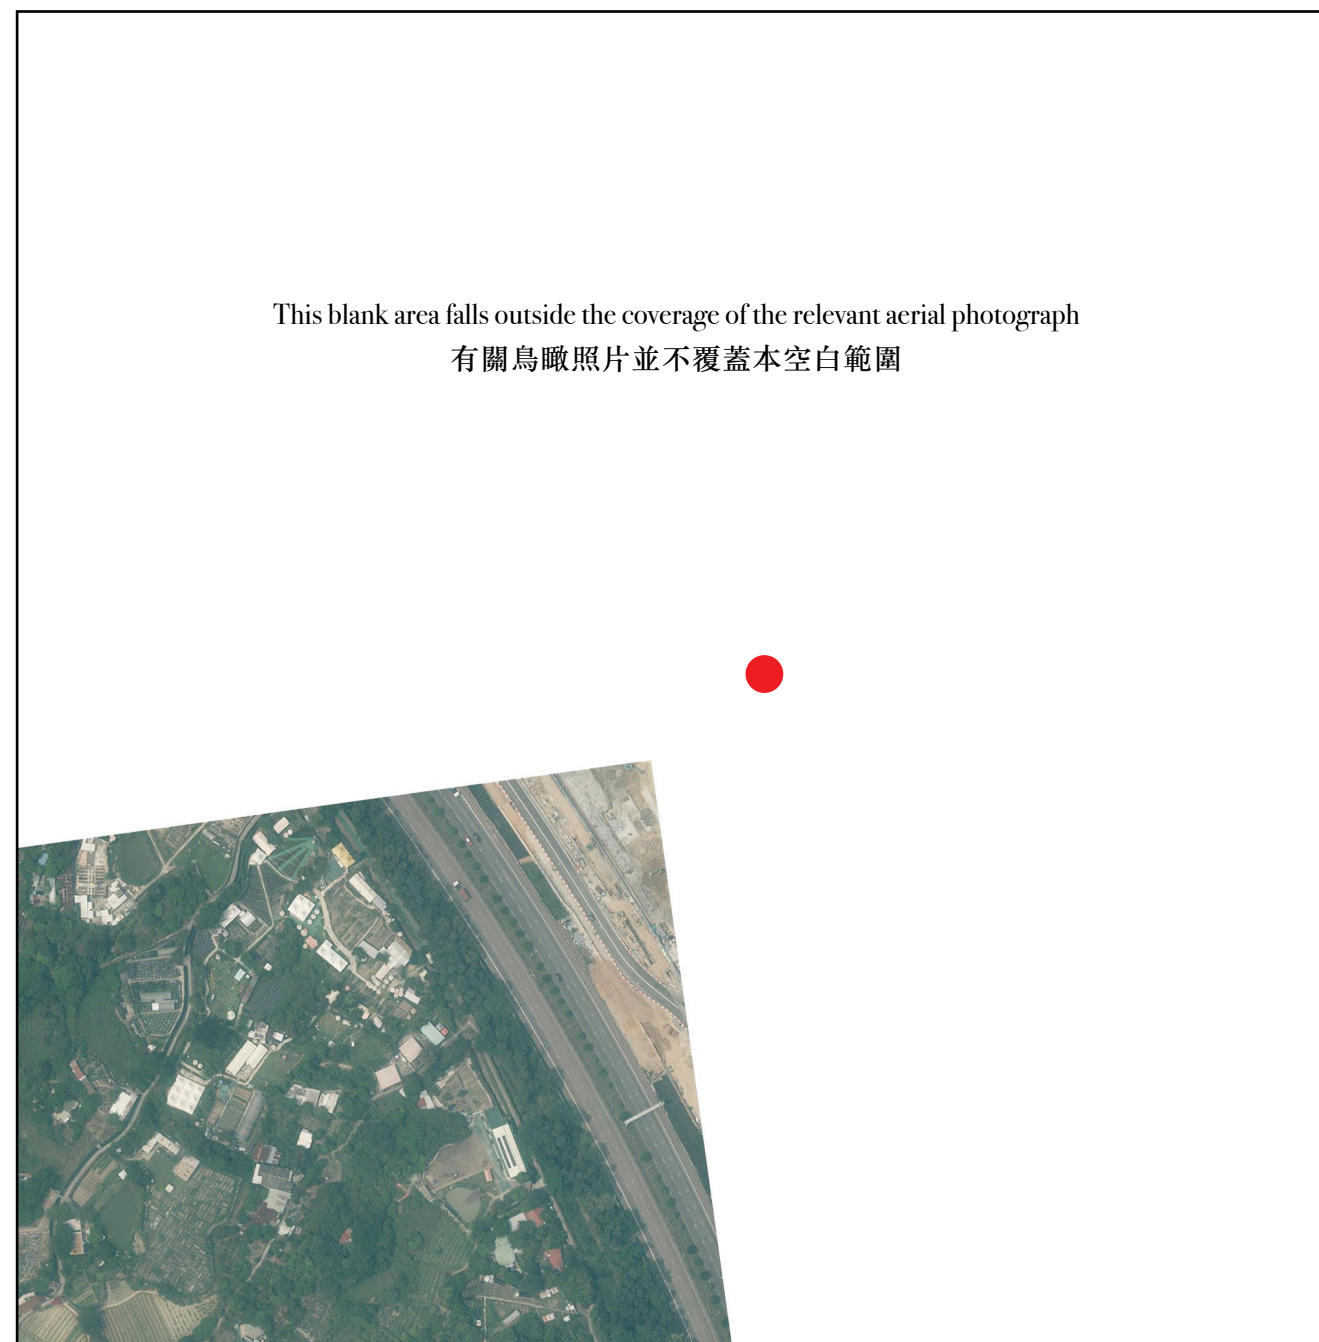 This blank area falls outside the coverage of the relevant aerial photograph
有關鳥瞰照片並不覆蓋本空白範圍